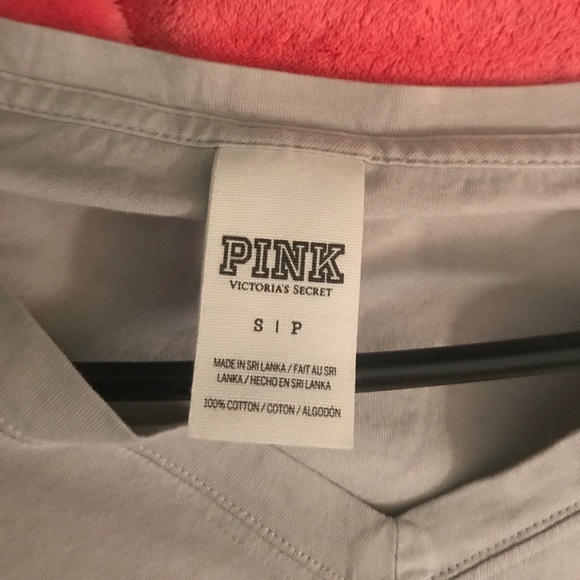 PINK
VICTORIA'S SECRET
S | P
MADE IN SRI LANKA / FAIT AU SRI
LANKA / HECHO EN SRI LANKA
100% COTTON / COTON / ALGODÓN